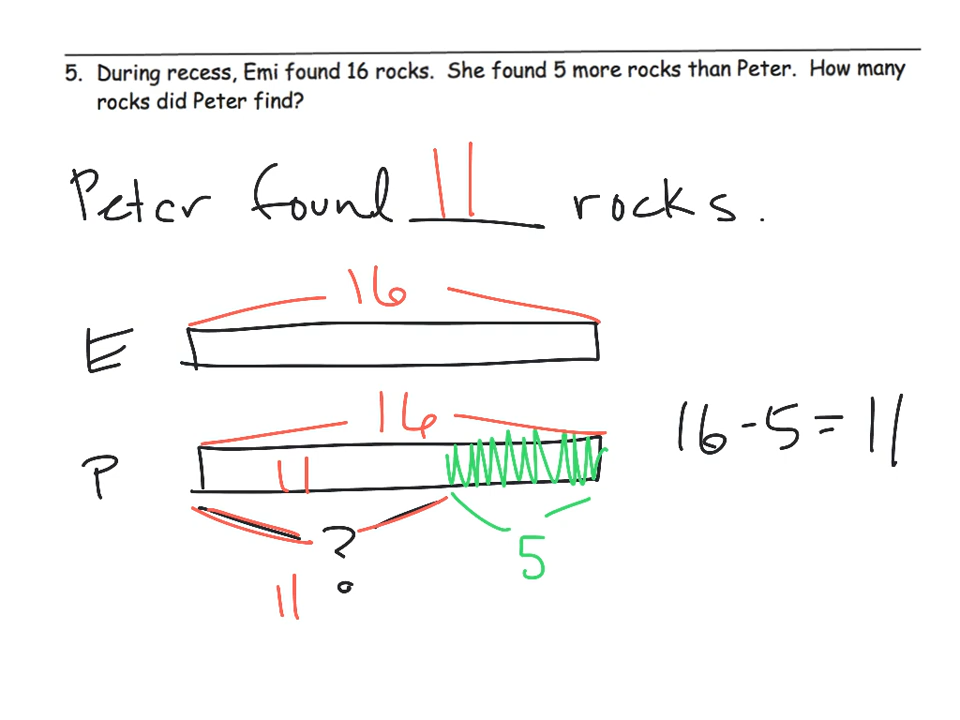 5. During recess, Emi found 16 rocks. She found 5 more rocks than Peter. How many
rocks did Peter find?
Peter found 11 rocks.
16
E
16
16-5=11
P 11
?
5
11